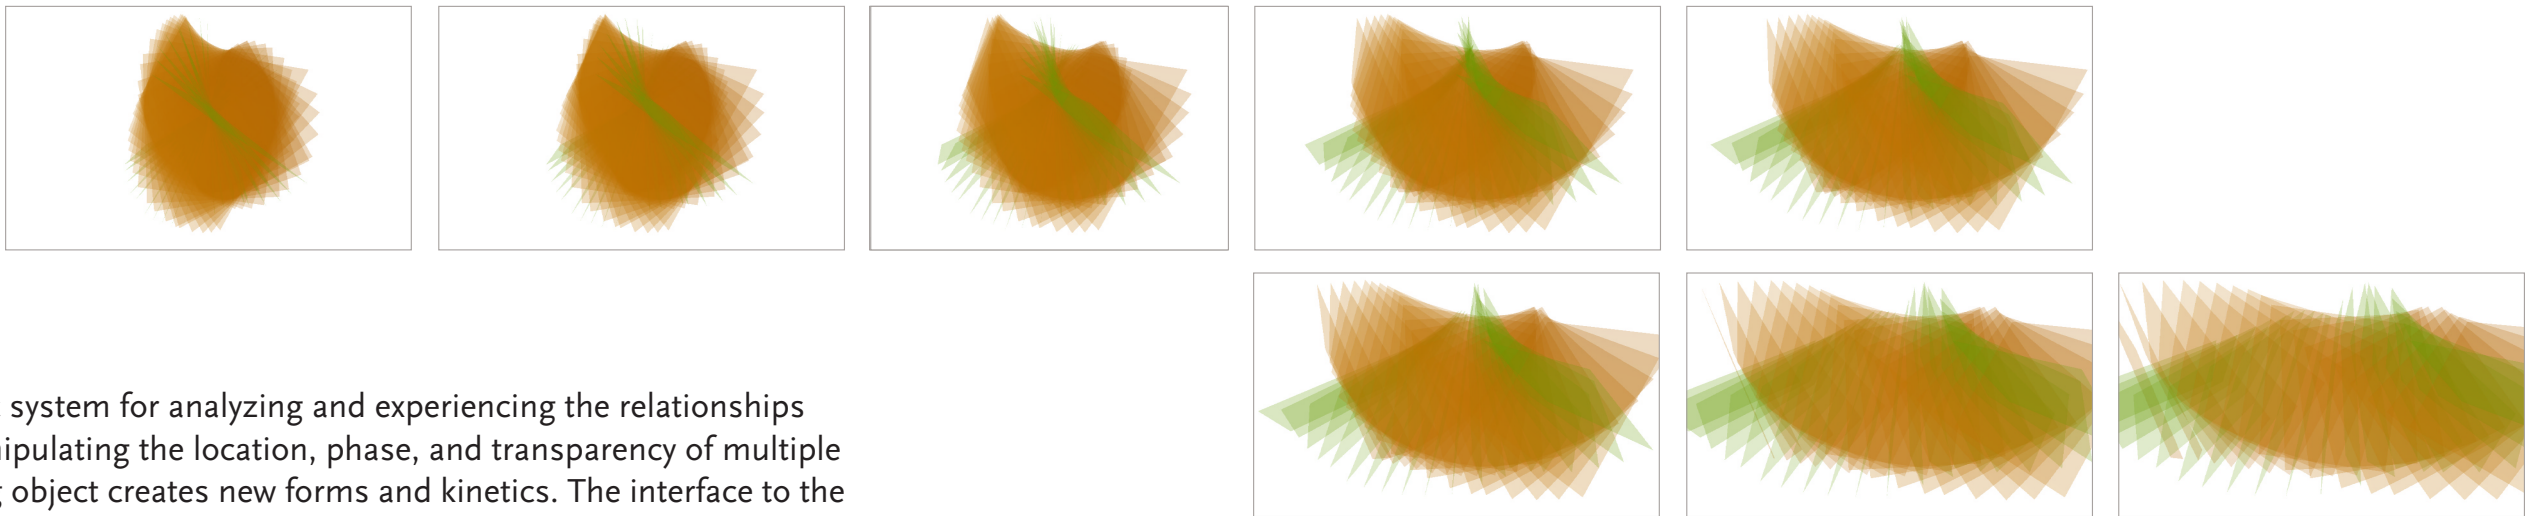 system for analyzing and experiencing the relationships
the location, phase, and transparency of multiple
object creates new forms and kinetics. The interface to the